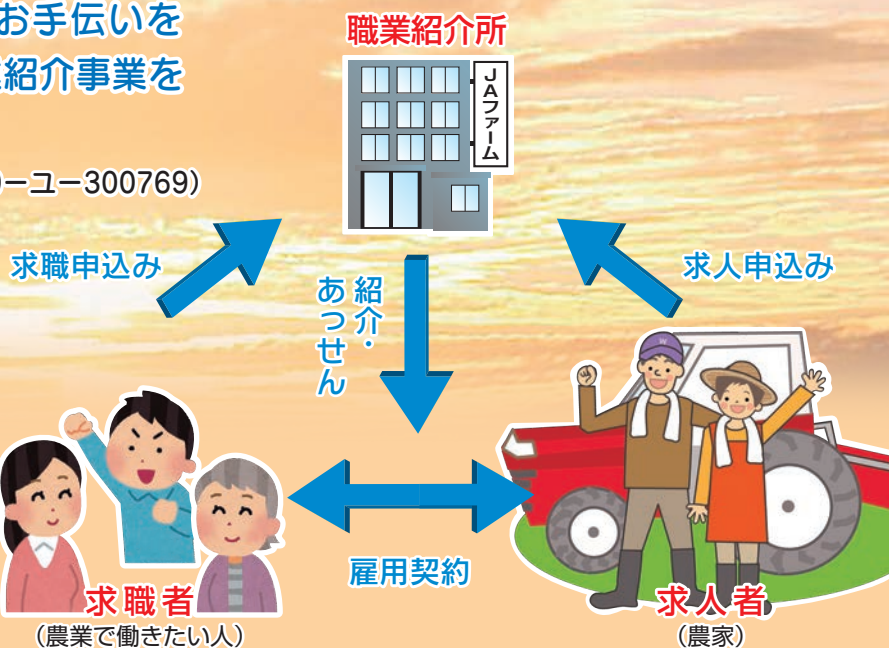 お手伝いを
紹介事業を
ーユー300769)
職業紹介所
JAファーム
求職申込み
求人申込み
紹介・
あっせん
雇用契約
求職者
(農業で働きたい人)
求人者
(農家)